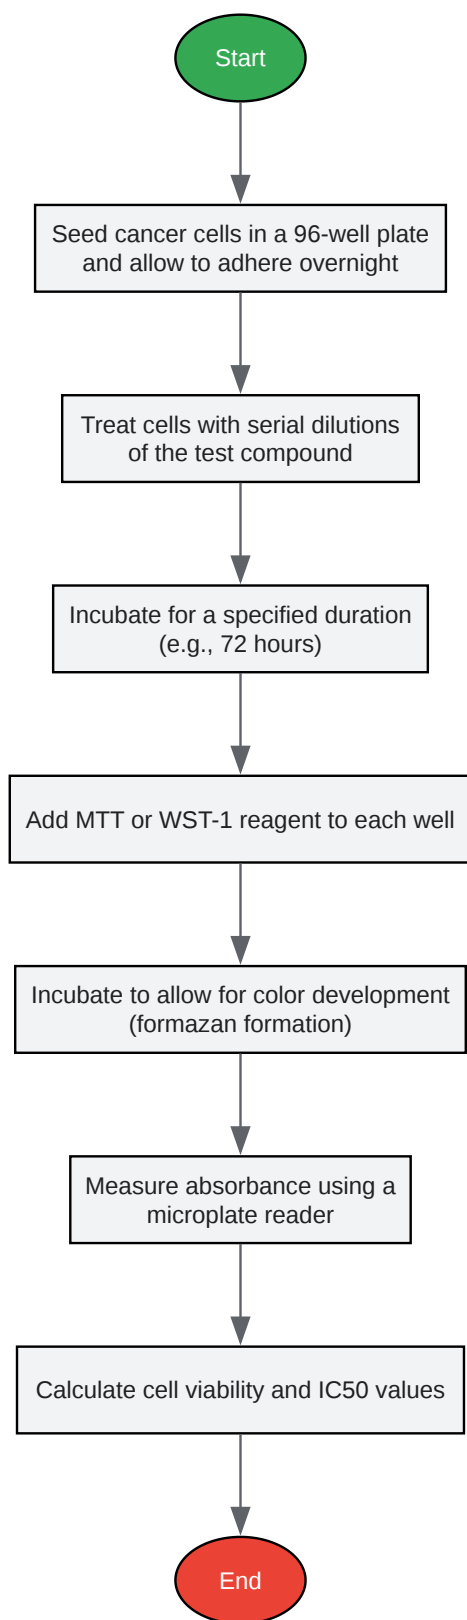 Start
Seed cancer cells in a 96-well plate
and allow to adhere overnight
Treat cells with serial dilutions
of the test compound
Incubate for a specified duration
(e.g., 72 hours)
Add MTT or WST-1 reagent to each well
Incubate to allow for color development
(formazan formation)
Measure absorbance using a
microplate reader
Calculate cell viability and IC50 values
End